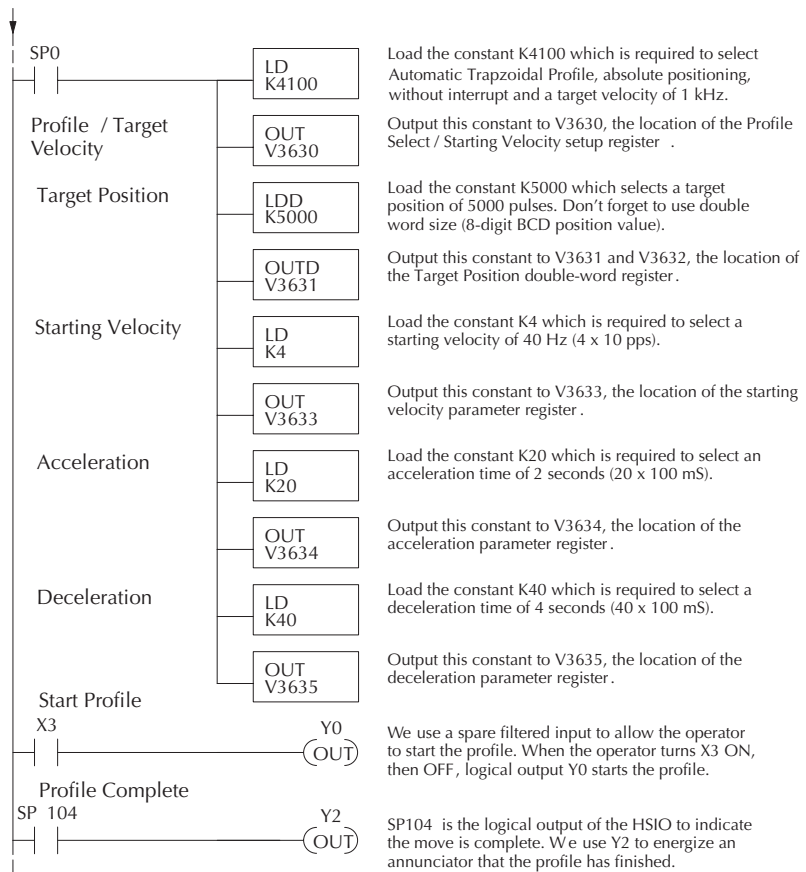 SP0
LD
K4100
Load the constant K4100 which is required to select
Automatic Trapzoidal Profile, absolute positioning,
without interrupt and a target velocity of 1 kHz.
Profile / Target
Velocity
OUT
V3630
Output this constant to V3630, the location of the Profile
Select / Starting Velocity setup register .
Target Position
LDD
K5000
Load the constant K5000 which selects a target
position of 5000 pulses. Don't forget to use double
word size (8-digit BCD position value).
OUTD
V3631
Output this constant to V3631 and V3632, the location of
the Target Position double-word register.
Starting Velocity
LD
K4
Load the constant K4 which is required to select a
starting velocity of 40 Hz (4 x 10 pps).
OUT
V3633
Output this constant to V3633, the location of the starting
velocity parameter register.
Acceleration
LD
K20
Load the constant K20 which is required to select an
acceleration time of 2 seconds (20 x 100 mS).
OUT
V3634
Output this constant to V3634, the location of the
acceleration parameter register.
Deceleration
LD
K40
Load the constant K40 which is required to select a
deceleration time of 4 seconds (40 x 100 mS).
OUT
V3635
Output this constant to V3635, the location of the
deceleration parameter register.
Start Profile
X3
Y0
OUT
We use a spare filtered input to allow the operator
to start the profile. When the operator turns X3 ON,
then OFF, logical output Y0 starts the profile.
Profile Complete
SP 104
Y2
OUT
SP104 is the logical output of the HSIO to indicate
the move is complete. We use Y2 to energize an
annunciator that the profile has finished.